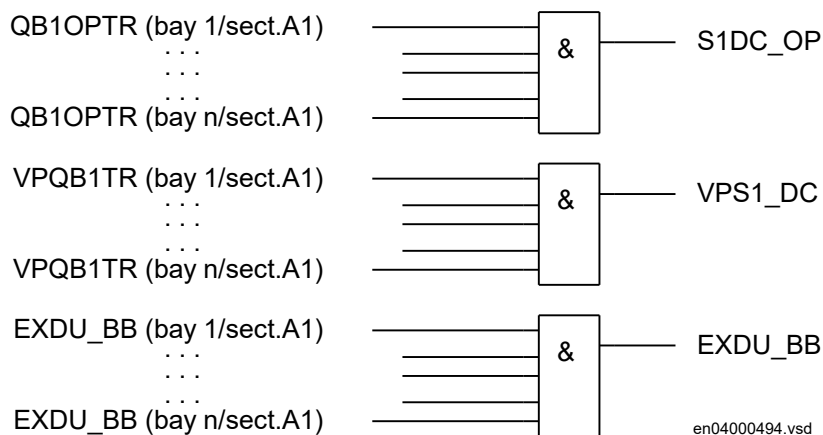 QB1OPTR (bay 1/sect.A1)
. . .
. . .
. . .
QB1OPTR (bay n/sect.A1)
&
S1DC_OP
VPQB1TR (bay 1/sect.A1)
. . .
. . .
. . .
VPQB1TR (bay n/sect.A1)
&
VPS1_DC
EXDU_BB (bay 1/sect.A1)
. . .
. . .
. . .
EXDU_BB (bay n/sect.A1)
&
EXDU_BB
en04000494.vsd